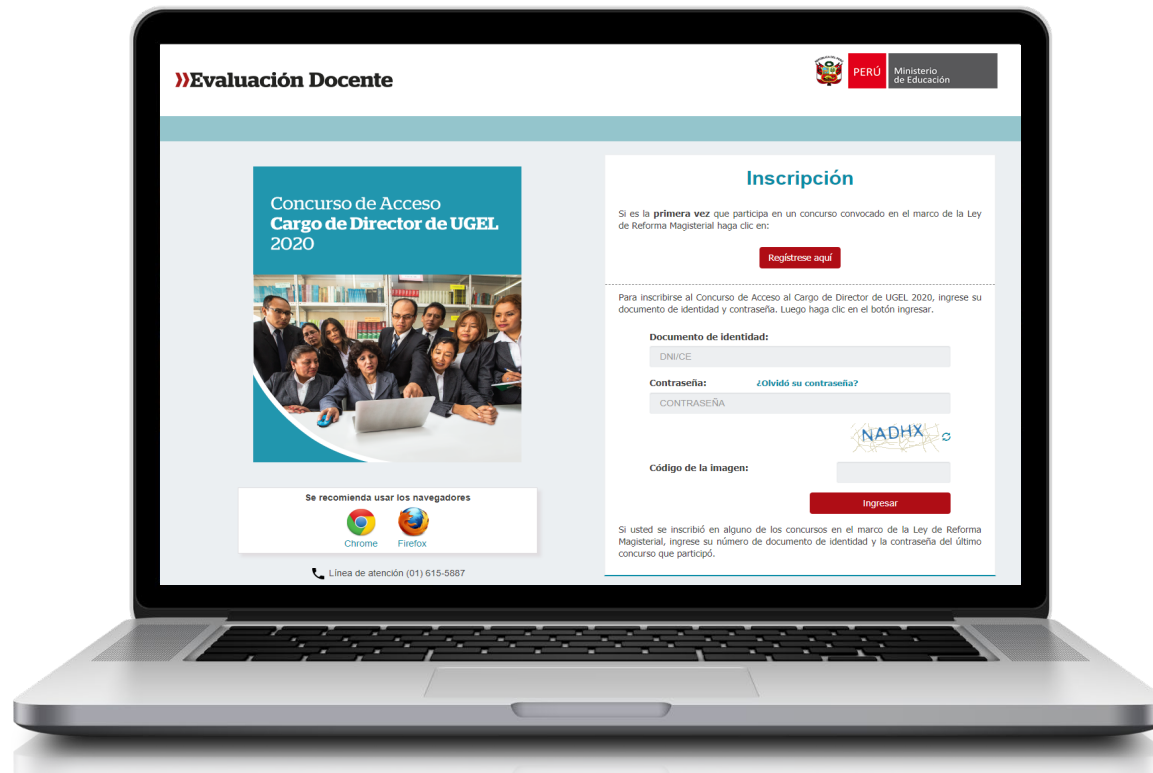 »Evaluación Docente
PERÚ
Ministerio
de Educación
Concurso de Acceso
Cargo de Director de UGEL
2020
Se recomienda usar los navegadores
Chrome
Firefox
Línea de atención (01) 615-5887
Inscripción
Si es la primera vez que participa en un concurso convocado en el marco de la Ley
de Reforma Magisterial haga clic en:
Regístrese aquí
Para inscribirse al Concurso de Acceso al Cargo de Director de UGEL 2020, ingrese su
documento de identidad y contraseña. Luego haga clic en el botón ingresar.
Documento de identidad:
DNI/CE
Contraseña:
¿Olvidó su contraseña?
CONTRASEÑA
NADHX
Código de la imagen:
Ingresar
Si usted se inscribió en alguno de los concursos en el marco de la Ley de Reforma
Magisterial, ingrese su número de documento de identidad y la contraseña del último
concurso que participó.